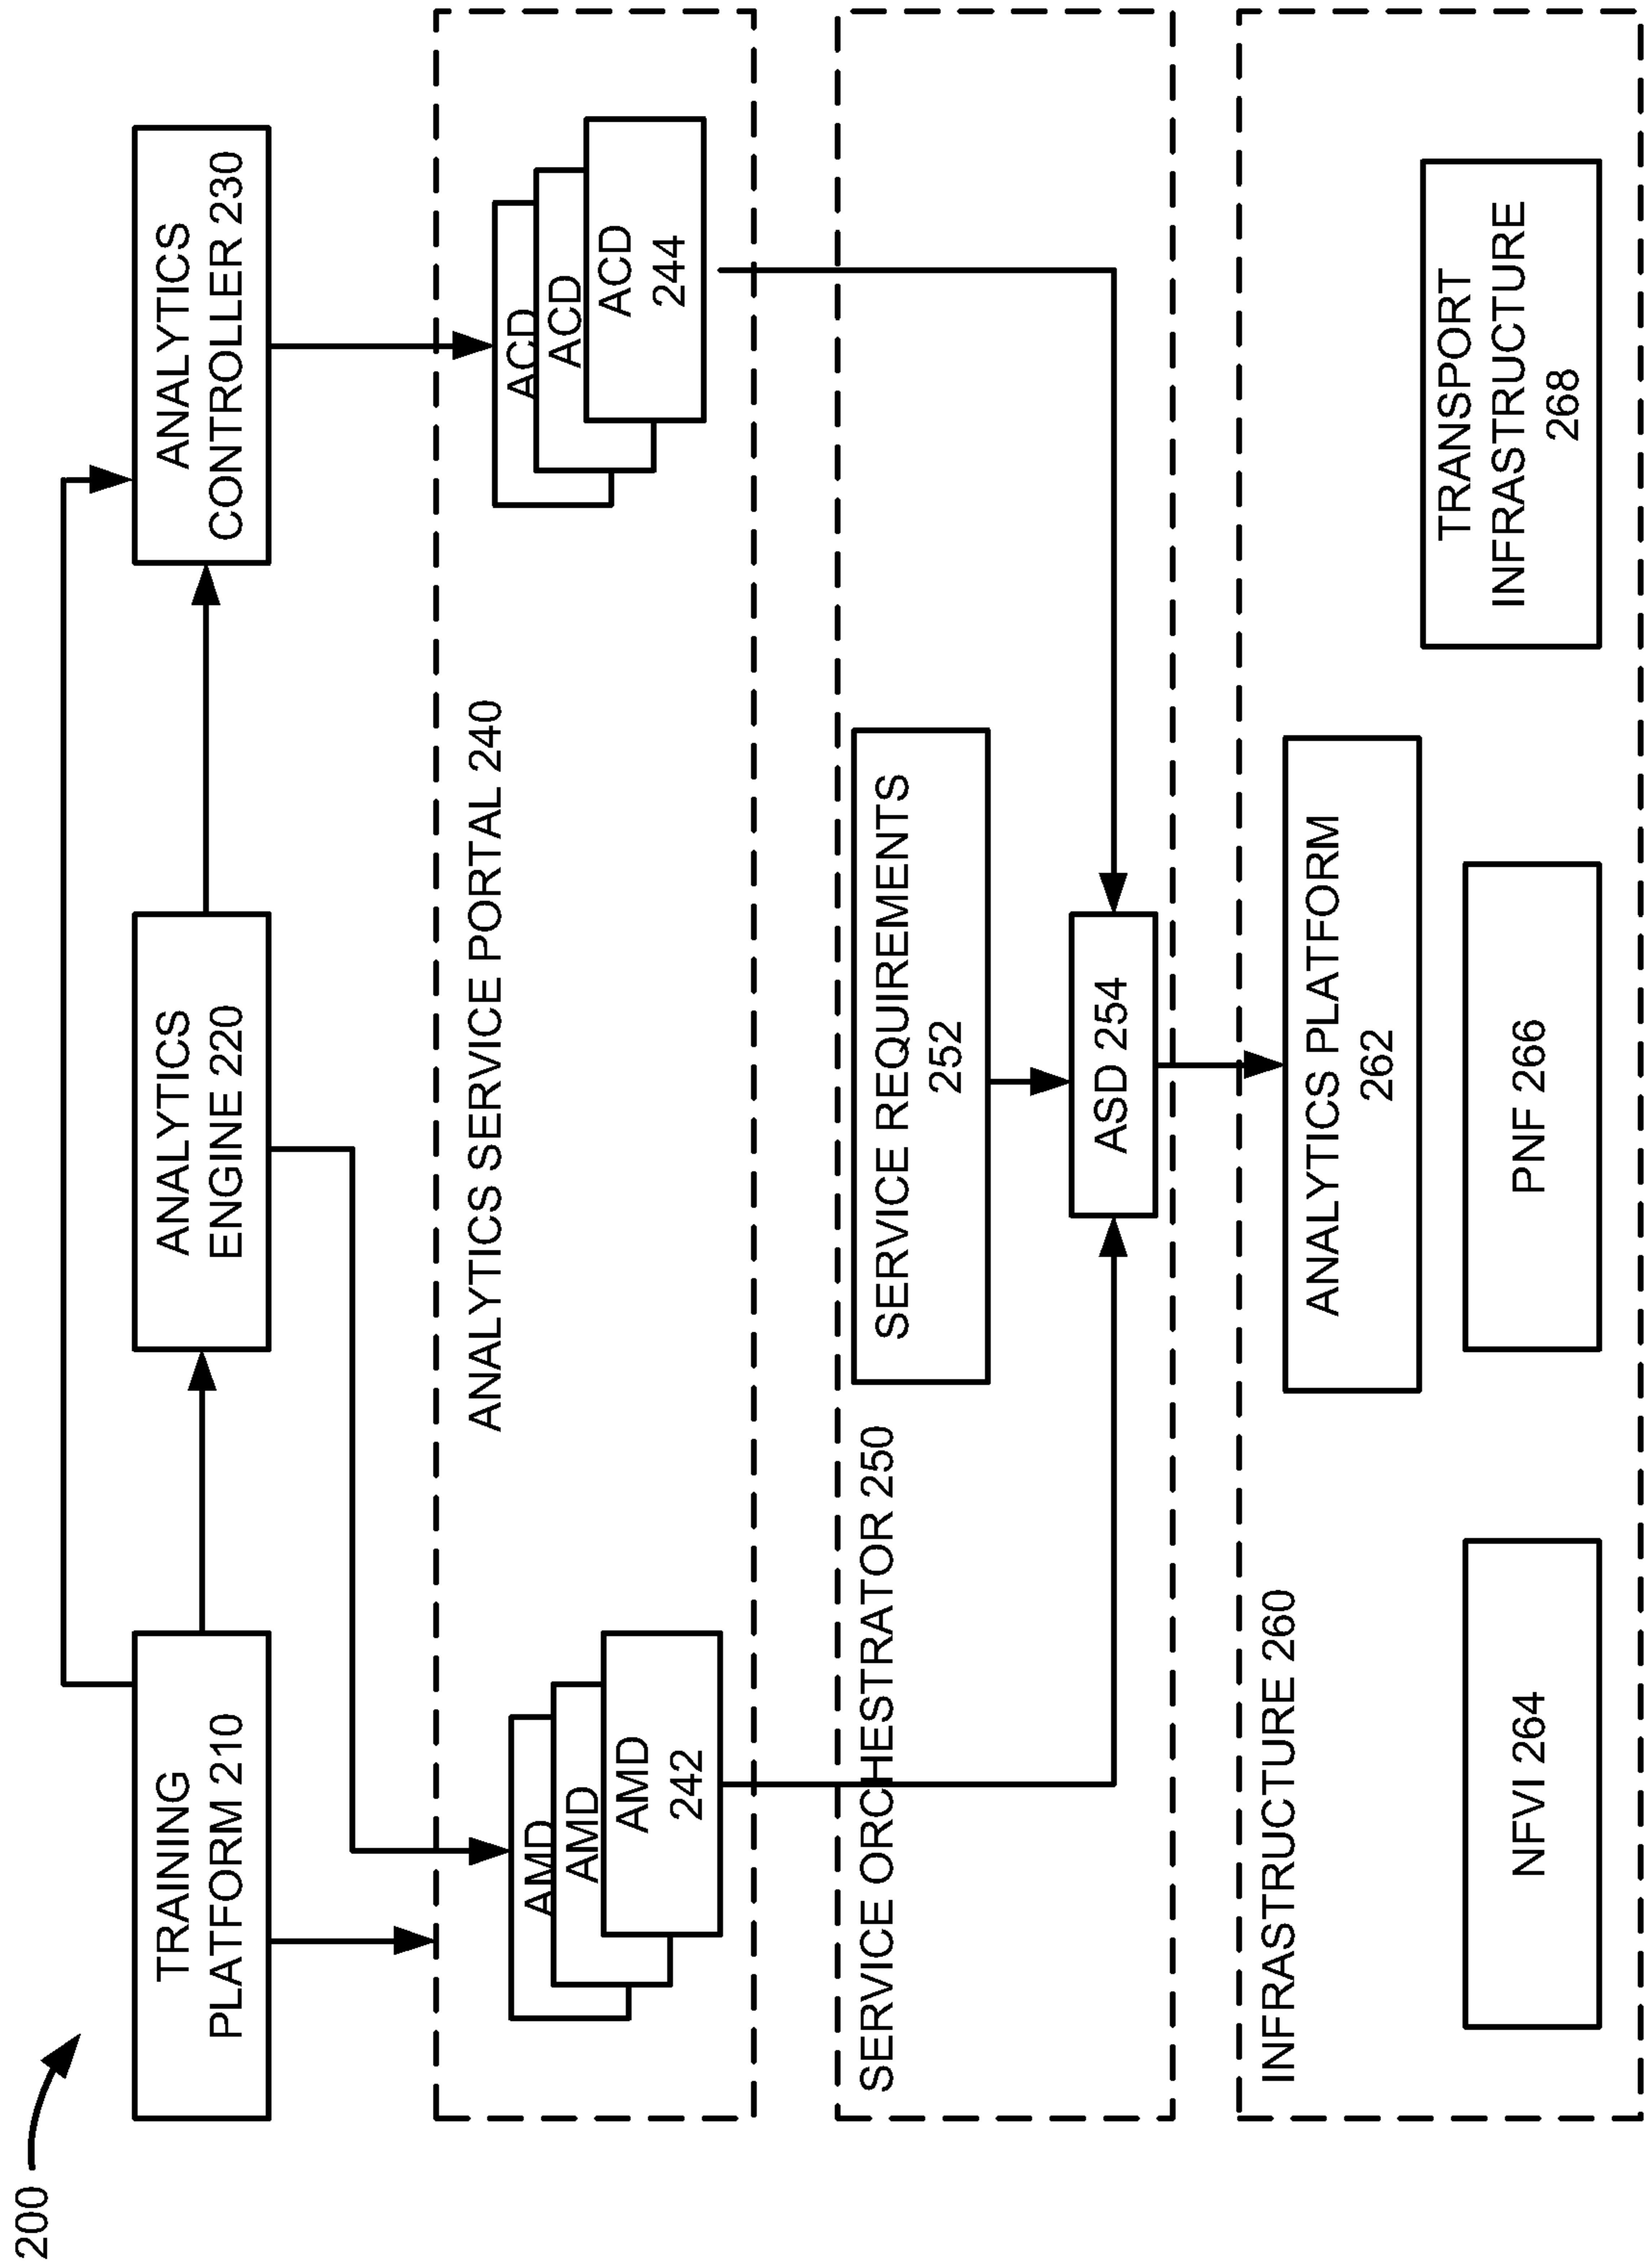 200
TRAINING
PLATFORM 210
ANALYTICS
ENGINE 220
ANALYTICS
CONTROLLER 230
ANALYTICS SERVICE PORTAL 240
AMD
AMD
AMD
242
ACD
ACD
ACD
244
SERVICE ORCHESTRATOR 250
SERVICE REQUIREMENTS
252
ASD 254
INFRASTRUCTURE 260
ANALYTICS PLATFORM
262
NFVI 264
PNF 266
TRANSPORT
INFRASTRUCTURE
268